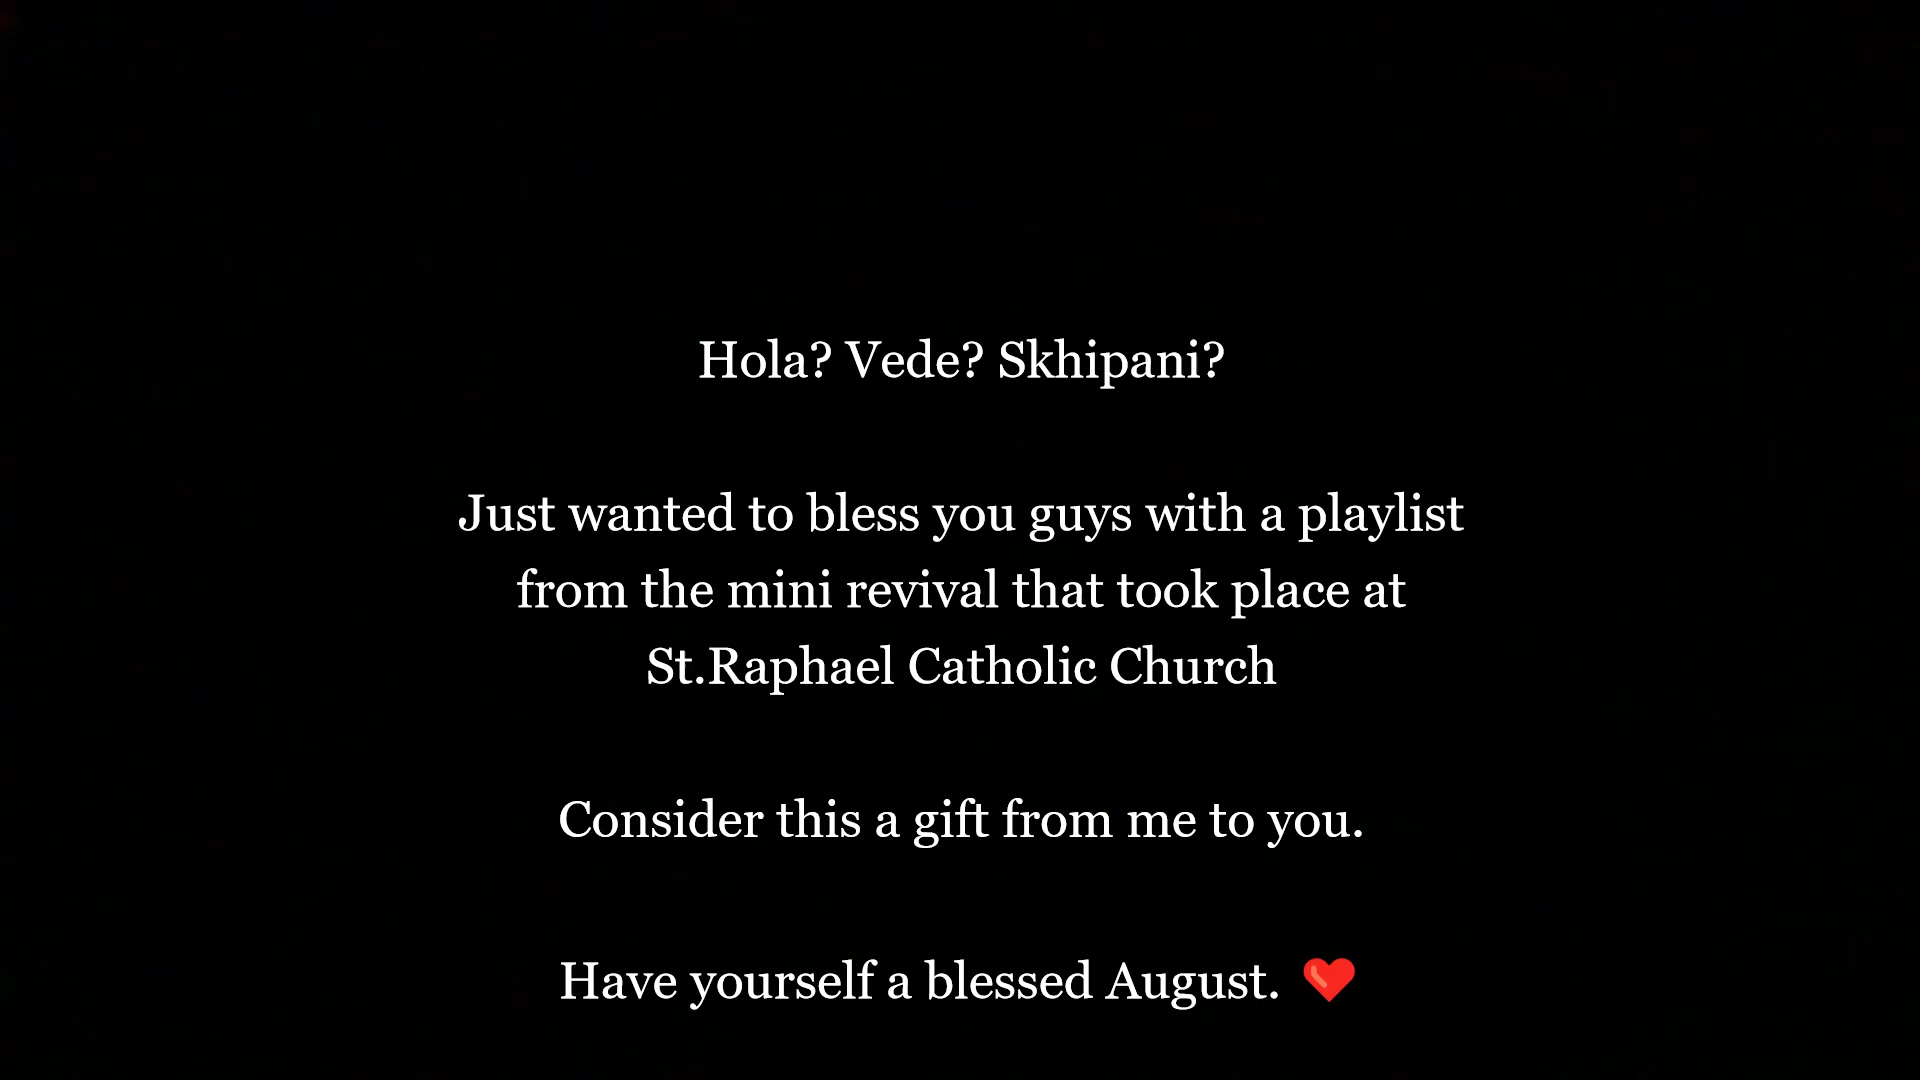 Hola? Vede? Skhipani?
Just wanted to bless you guys with a playlist
from the mini revival that took place at
St.Raphael Catholic Church
Consider this a gift from me to you.
Have yourself a blessed August. ❤️